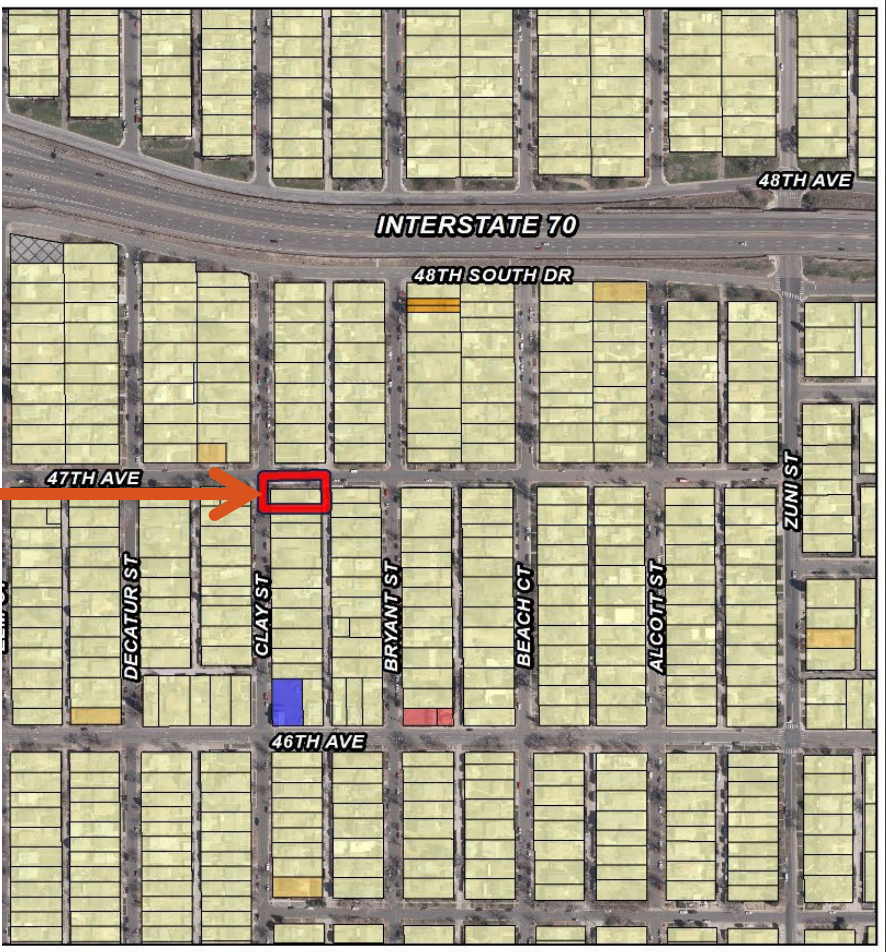 48TH AVE
INTERSTATE 70
48TH SOUTH DR
47TH AVE
ZUNI ST
DECATUR ST
CLAY ST
BRYANT ST
BEACH CT
ALCOTT ST
46TH AVE